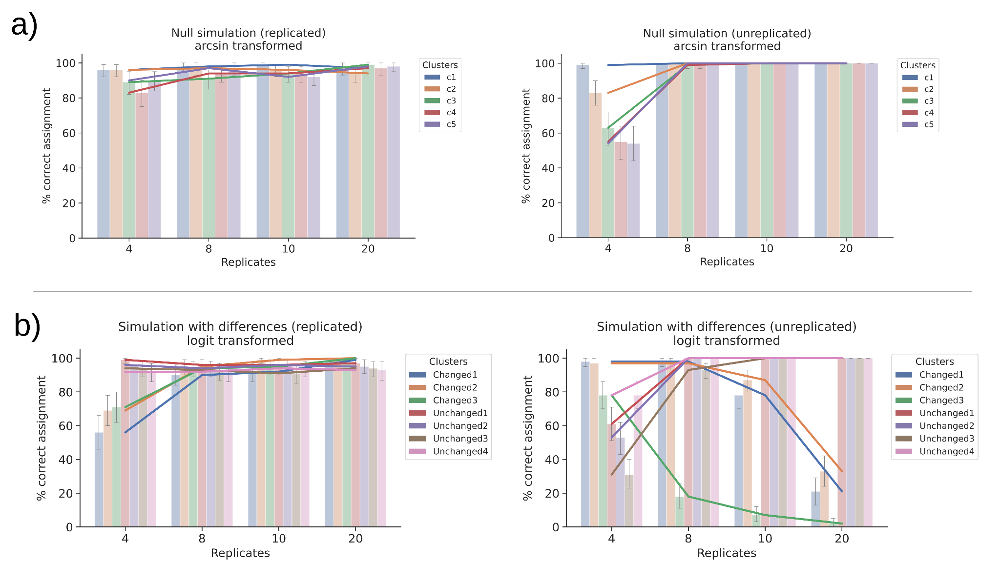 a)
Null simulation (replicated)
arcsin transformed
100
80
60
40
20
0
% correct assignment
4 8 10 20
Replicates
Clusters
c1
c2
c3
c4
c5
Null simulation (unreplicated)
arcsin transformed
100
80
60
40
20
0
% correct assignment
4 8 10 20
Replicates
Clusters
c1
c2
c3
c4
c5
b)
Simulation with differences (replicated)
logit transformed
100
80
60
40
20
0
% correct assignment
4 8 10 20
Replicates
Clusters
Changed1
Changed2
Changed3
Unchanged1
Unchanged2
Unchanged3
Unchanged4
Simulation with differences (unreplicated)
logit transformed
100
80
60
40
20
0
% correct assignment
4 8 10 20
Replicates
Clusters
Changed1
Changed2
Changed3
Unchanged1
Unchanged2
Unchanged3
Unchanged4